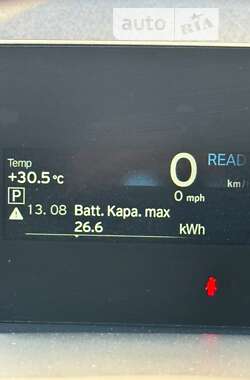 auto RIA
Temp
+30.5 °C
0 READ
km/
0 mph
P
13. 08 Batt. Kapa. max
26.6 kWh